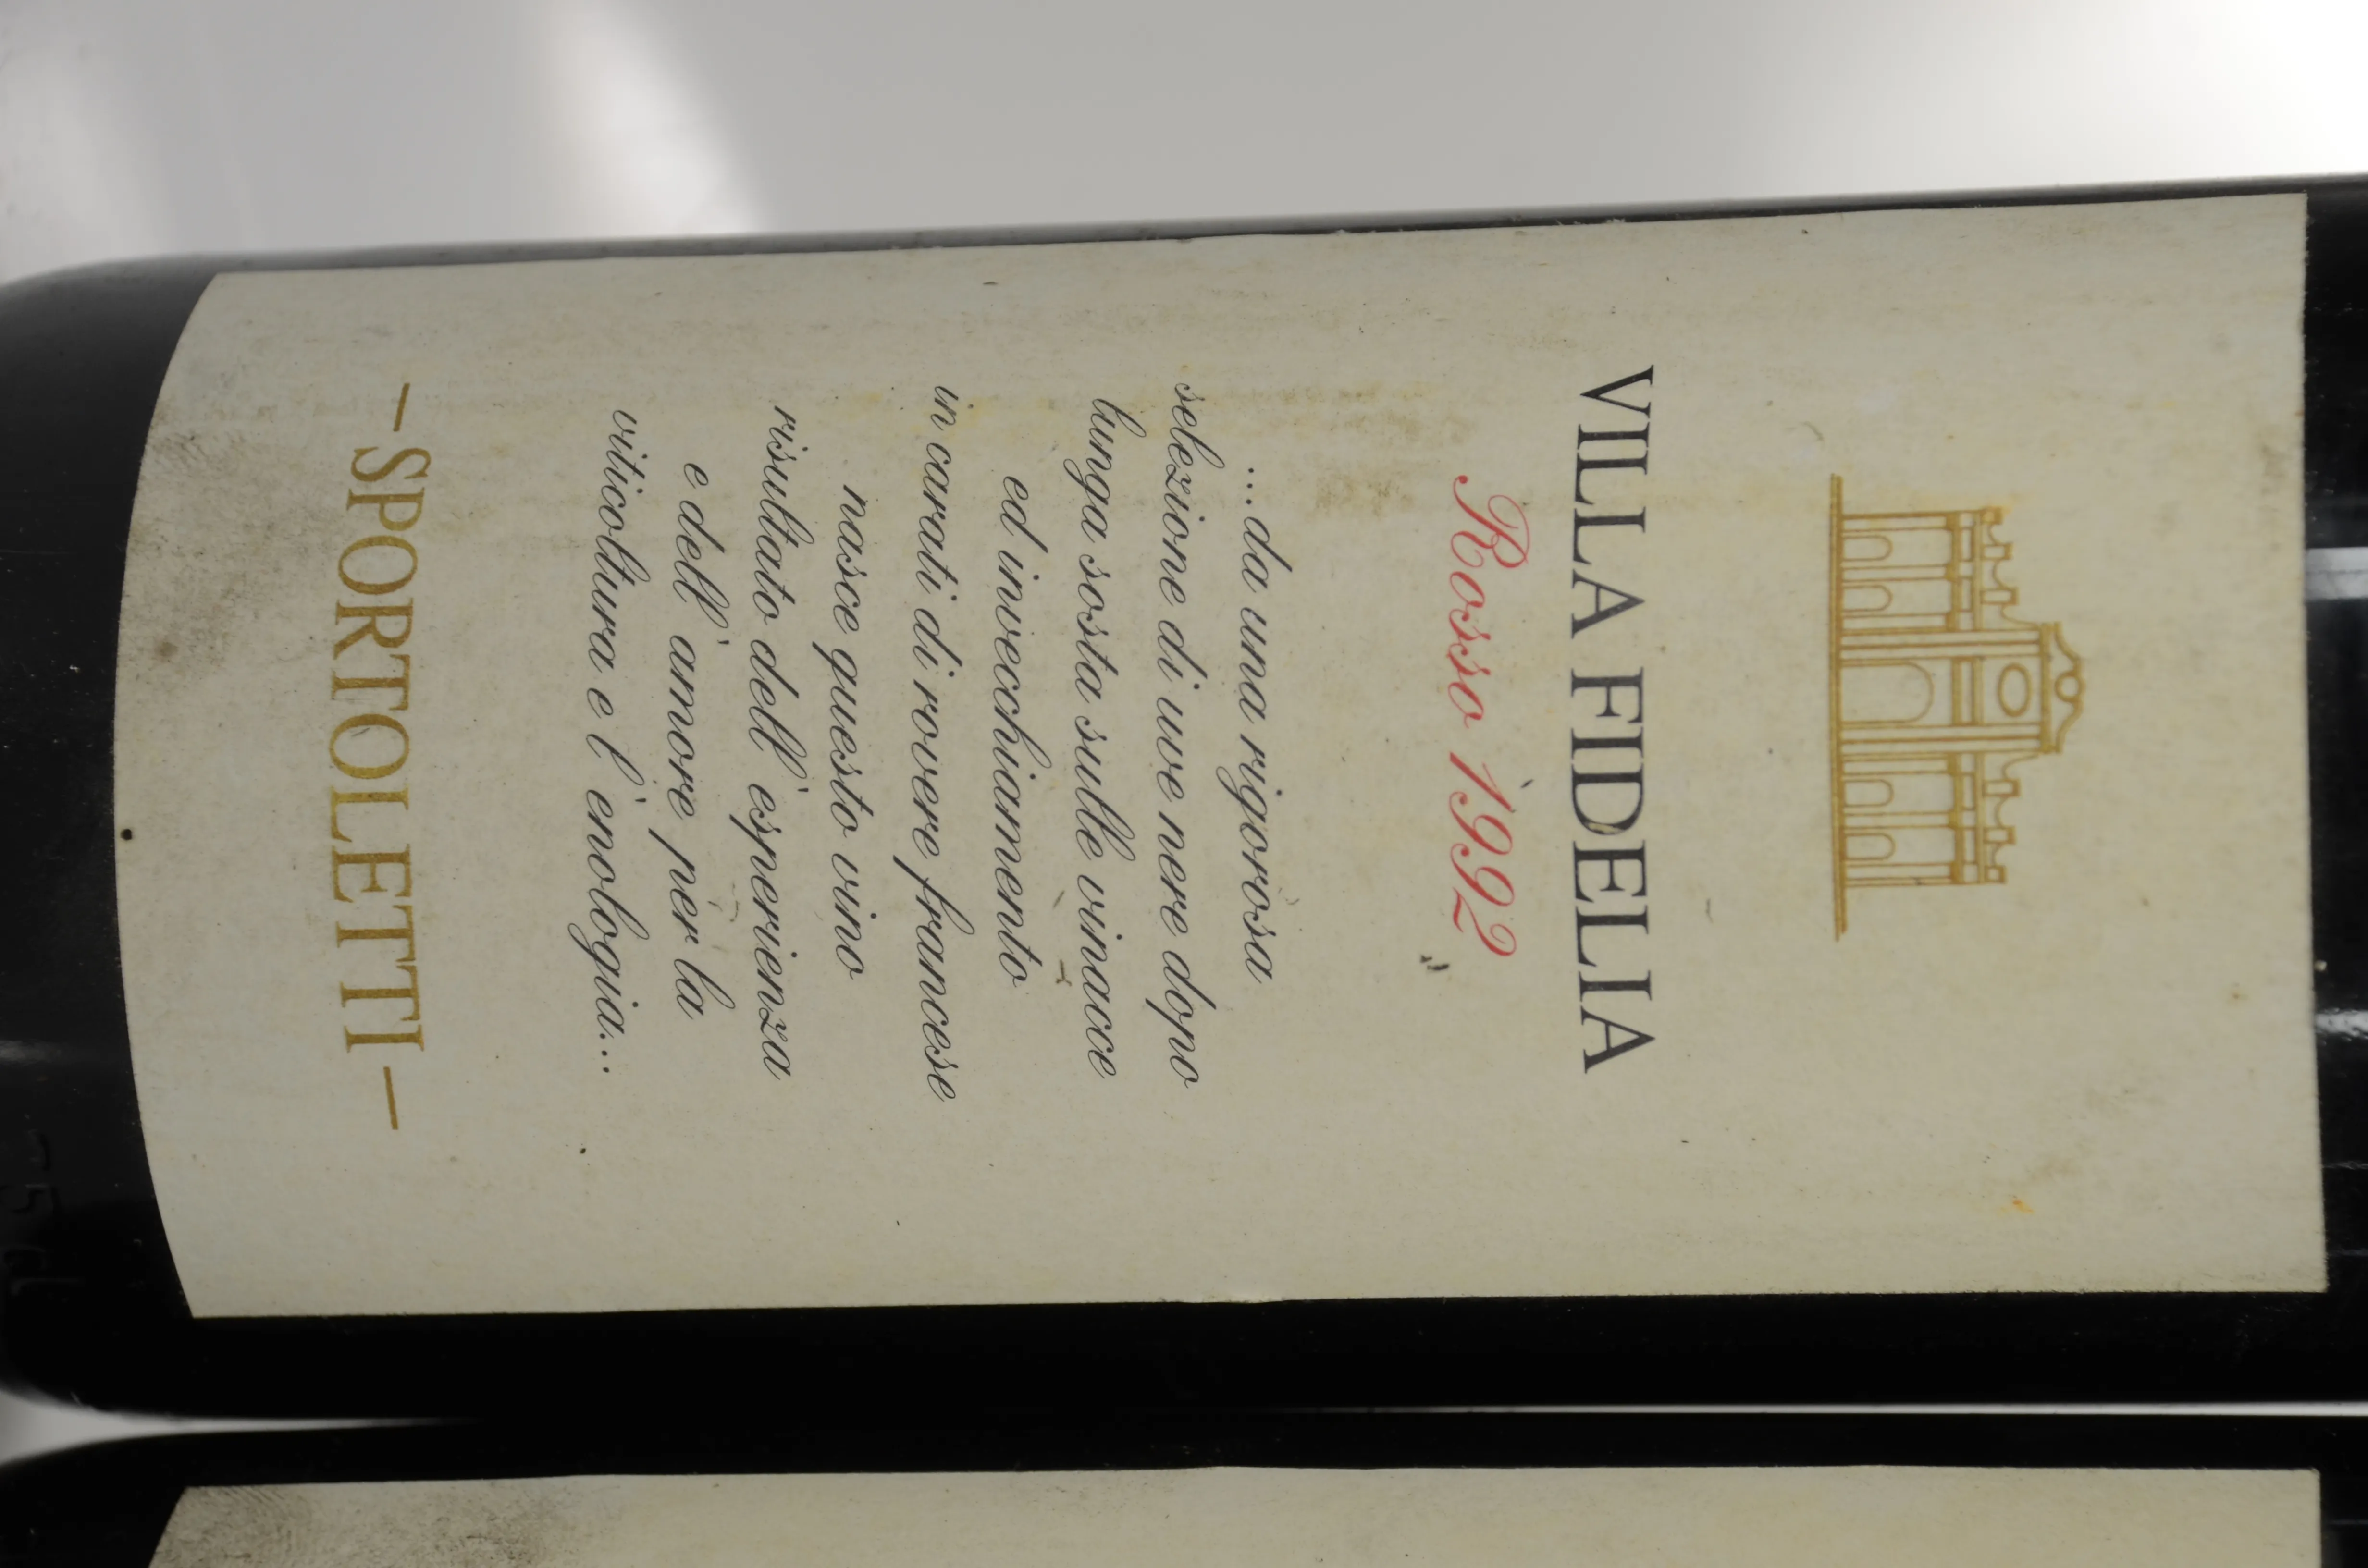 VILLA FIDELIA
Rosso 1992
...da una rigorosa
selezione di uve nere dopo
lunga sosta sulle vinacce
ed invecchiamento
in carati di rovere francese
nasce questo vino
risultato dell'esperienza
e dell'amore per la
viticoltura e l'enologia...
– SPORTOLETTI –